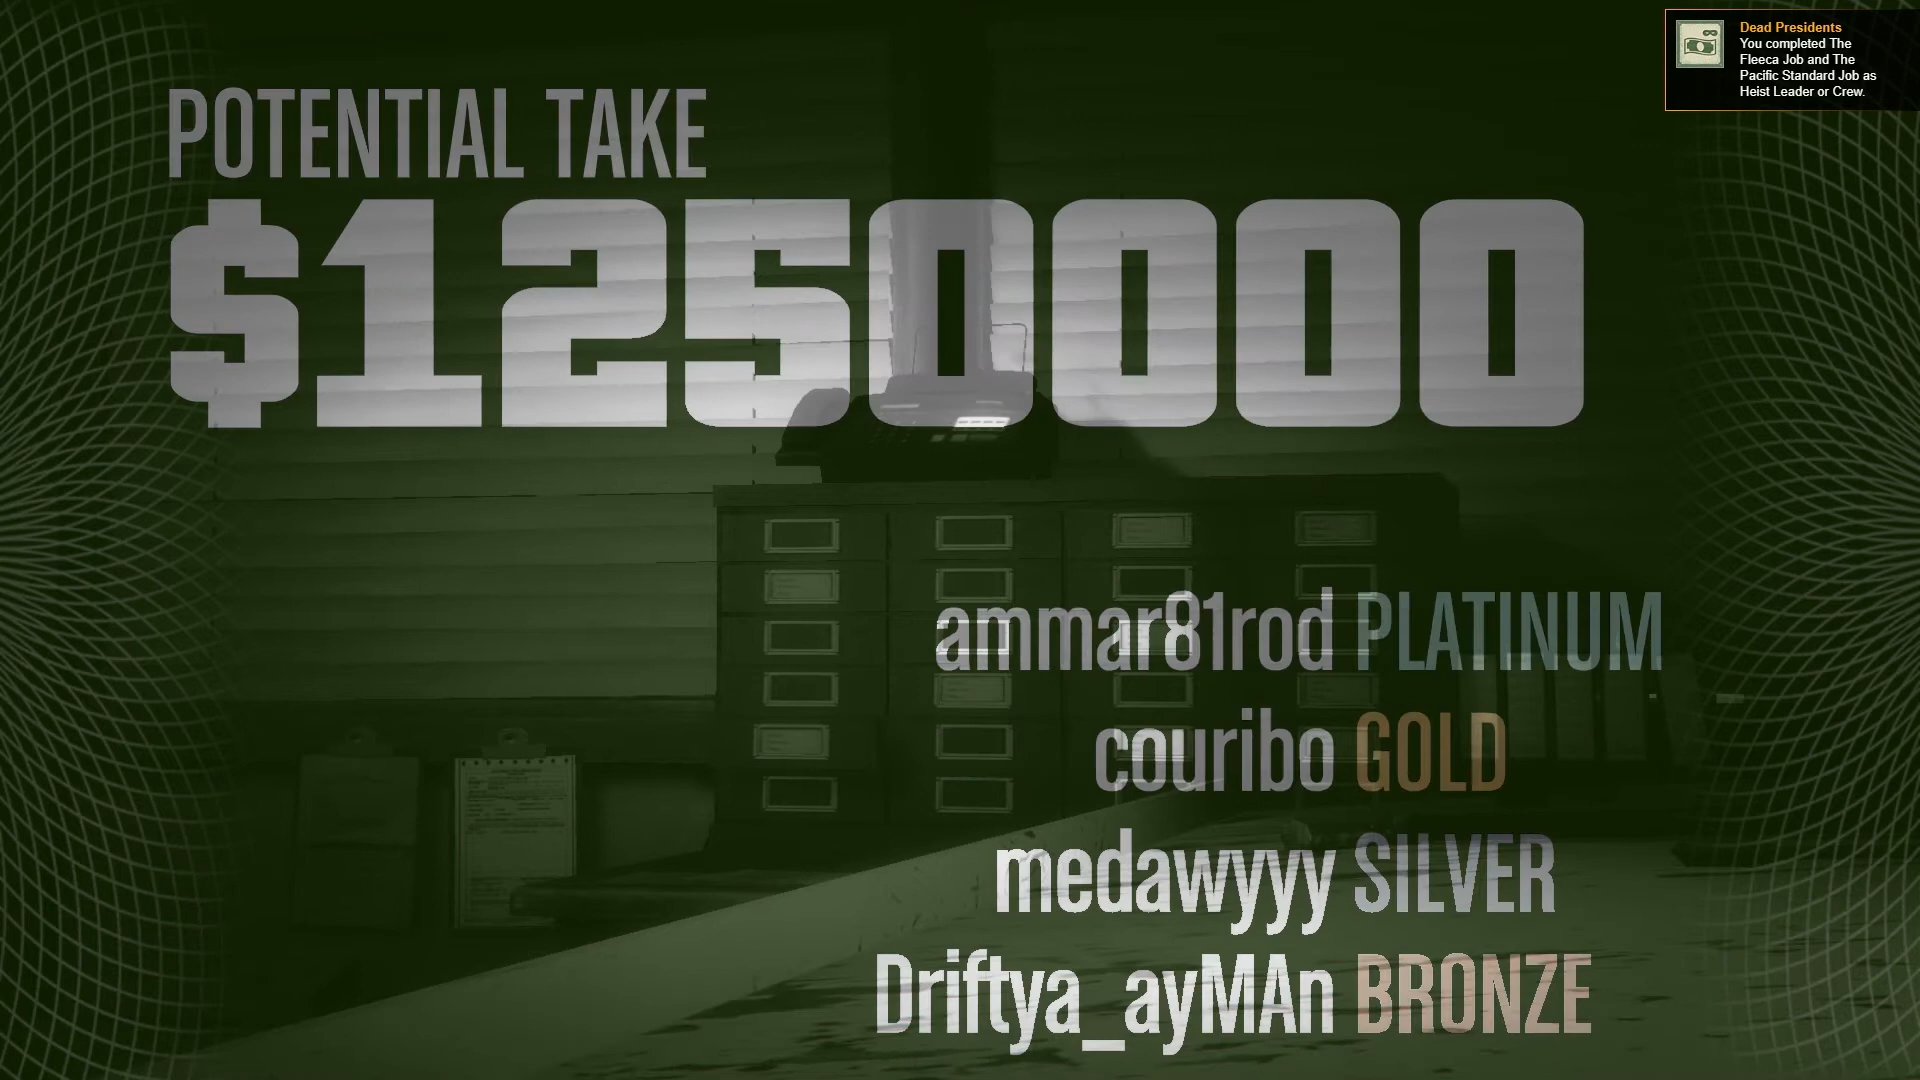 Dead Presidents
You completed The
Fleeca Job and The
Pacific Standard Job as
Heist Leader or Crew.
POTENTIAL TAKE
$1250000
ammar81rod PLATINUM
couribo GOLD
medawyyy SILVER
Driftya_ayMAn BRONZE